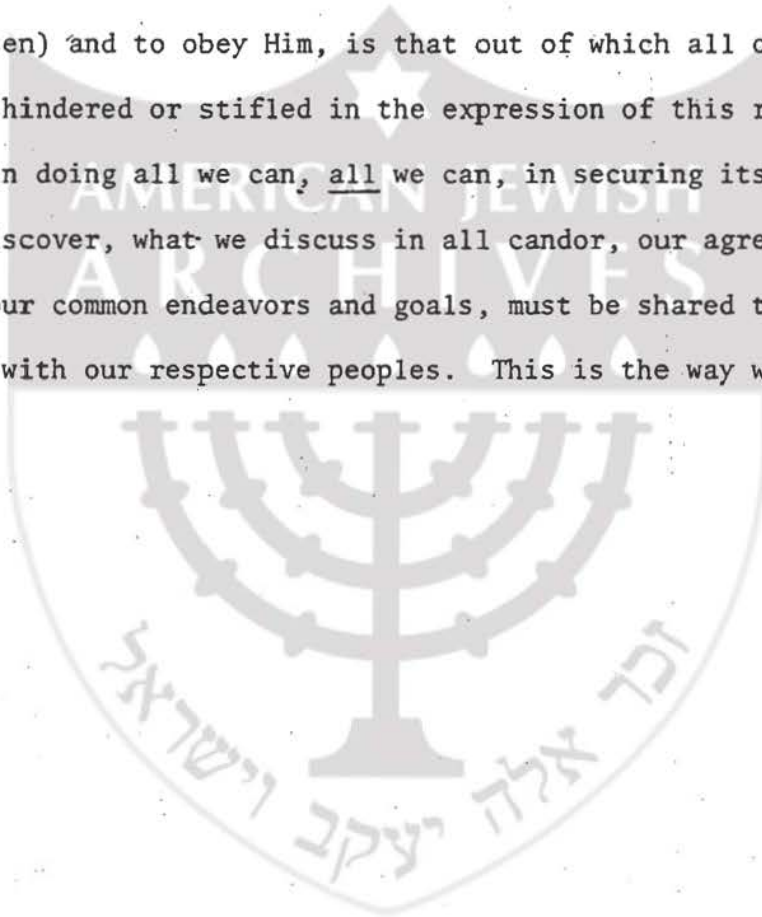 en) and to obey Him, is that out of which all
hindered or stifled in the expression of this
n doing all we can, all we can, in securing its
AMERICAN JEWISH
scover, what we discuss in all candor, our agre
ARCHIVES
ur common endeavors and goals, must be shared
with our respective peoples. This is the way
זכר אלה יעקב וישראל